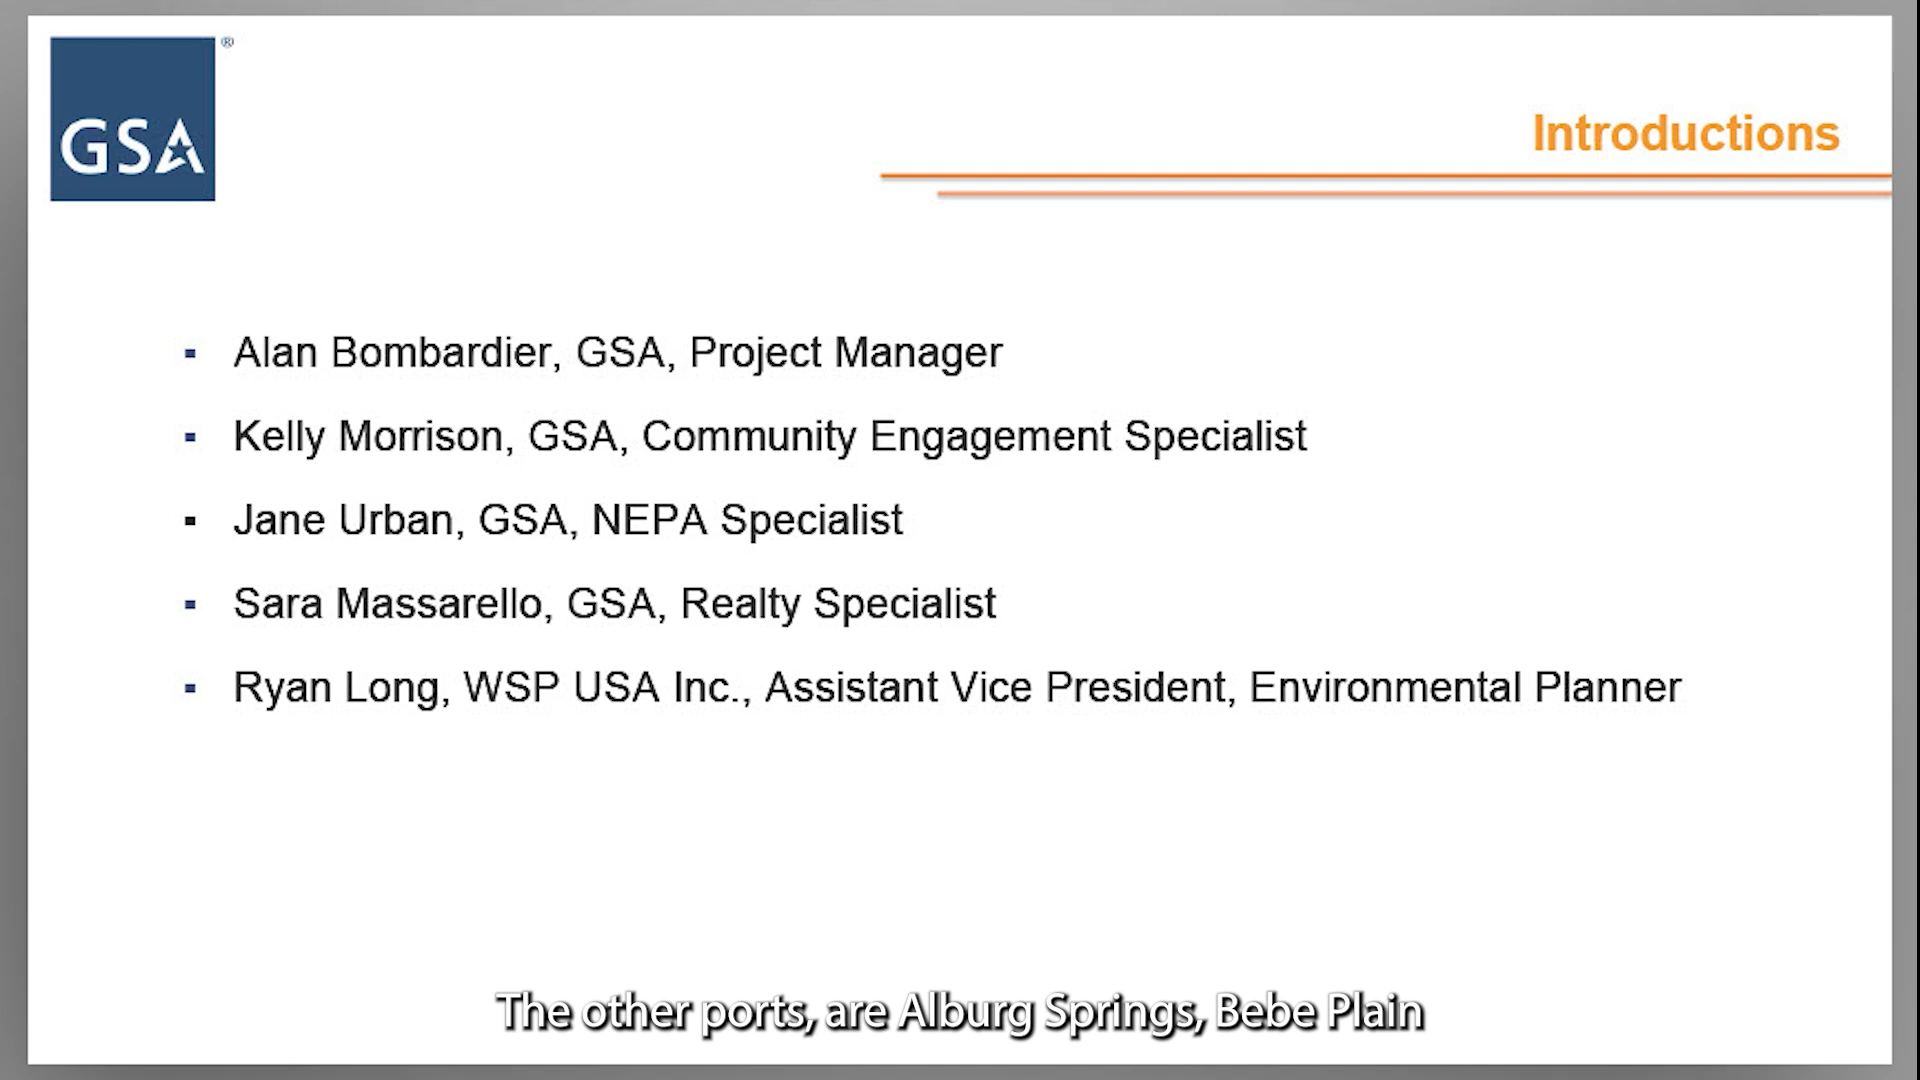 GSA®
Introductions
▪ Alan Bombardier, GSA, Project Manager
▪ Kelly Morrison, GSA, Community Engagement Specialist
▪ Jane Urban, GSA, NEPA Specialist
▪ Sara Massarello, GSA, Realty Specialist
▪ Ryan Long, WSP USA Inc., Assistant Vice President, Environmental Planner
The other ports, are Alburg Springs, Bebe Plain